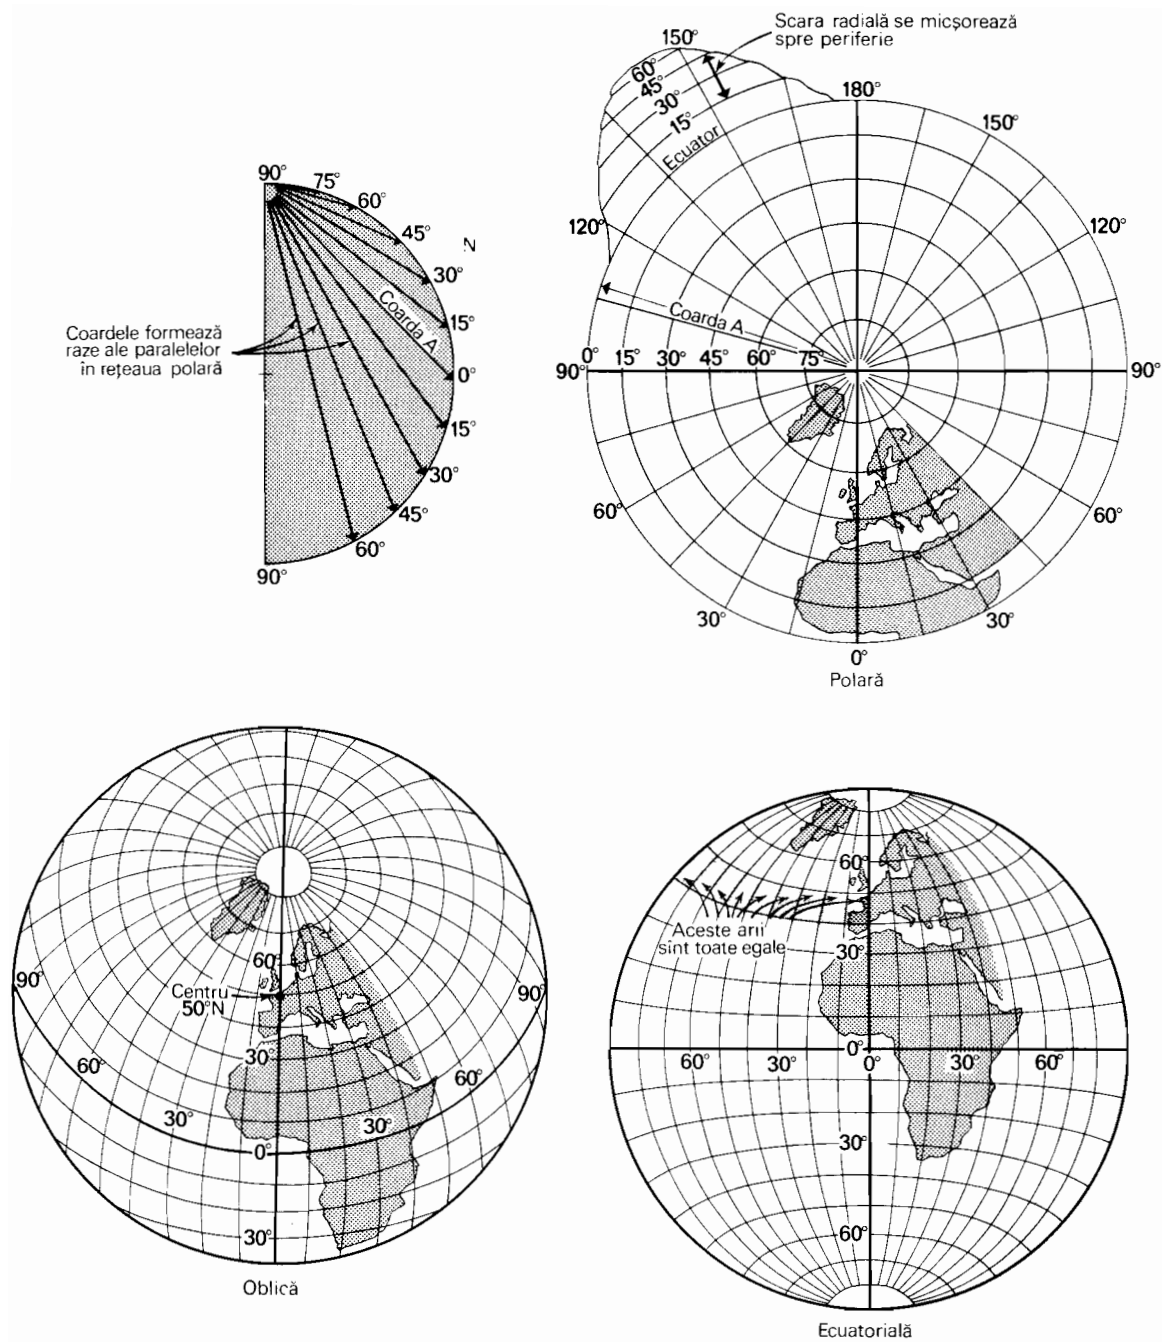 90°
75°
60°
45°
N
30°
15°
Coarda A
0°
15°
30°
45°
60°
90°
Coardele formează
raze ale paralelelor
în rețeaua polară
Scara radială se micșorează
spre periferie
150°
60°
45°
30°
15°
Ecuator
180°
150°
120°
120°
Coarda A
0° 15° 30° 45° 60° 75°
90°
90°
60°
60°
30°
30°
0°
Polară
90°
60°
Centru
50°N
90°
30°
60°
60°
30°
30°
0°
30°
Oblică
60°
Aceste arii
sint toate egale
30°
0°
60° 30° 0° 30° 60°
30°
60°
Ecuatorială